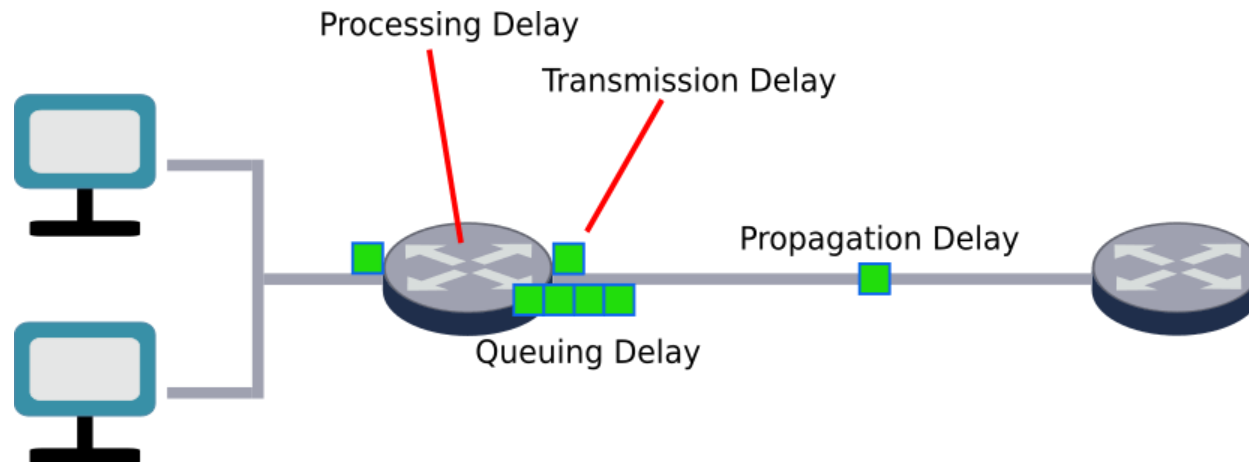 Processing Delay
Transmission Delay
Propagation Delay
Queuing Delay